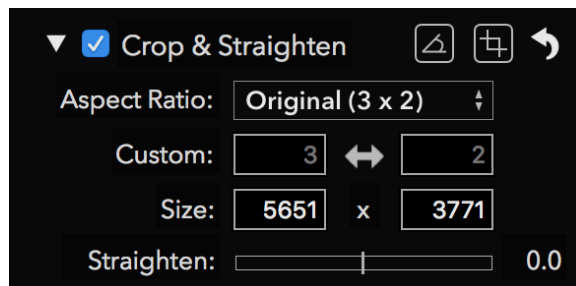 Crop & Straighten
Aspect Ratio: Original (3 x 2)
Custom: 3 2
Size: 5651 x 3771
Straighten: 0.0